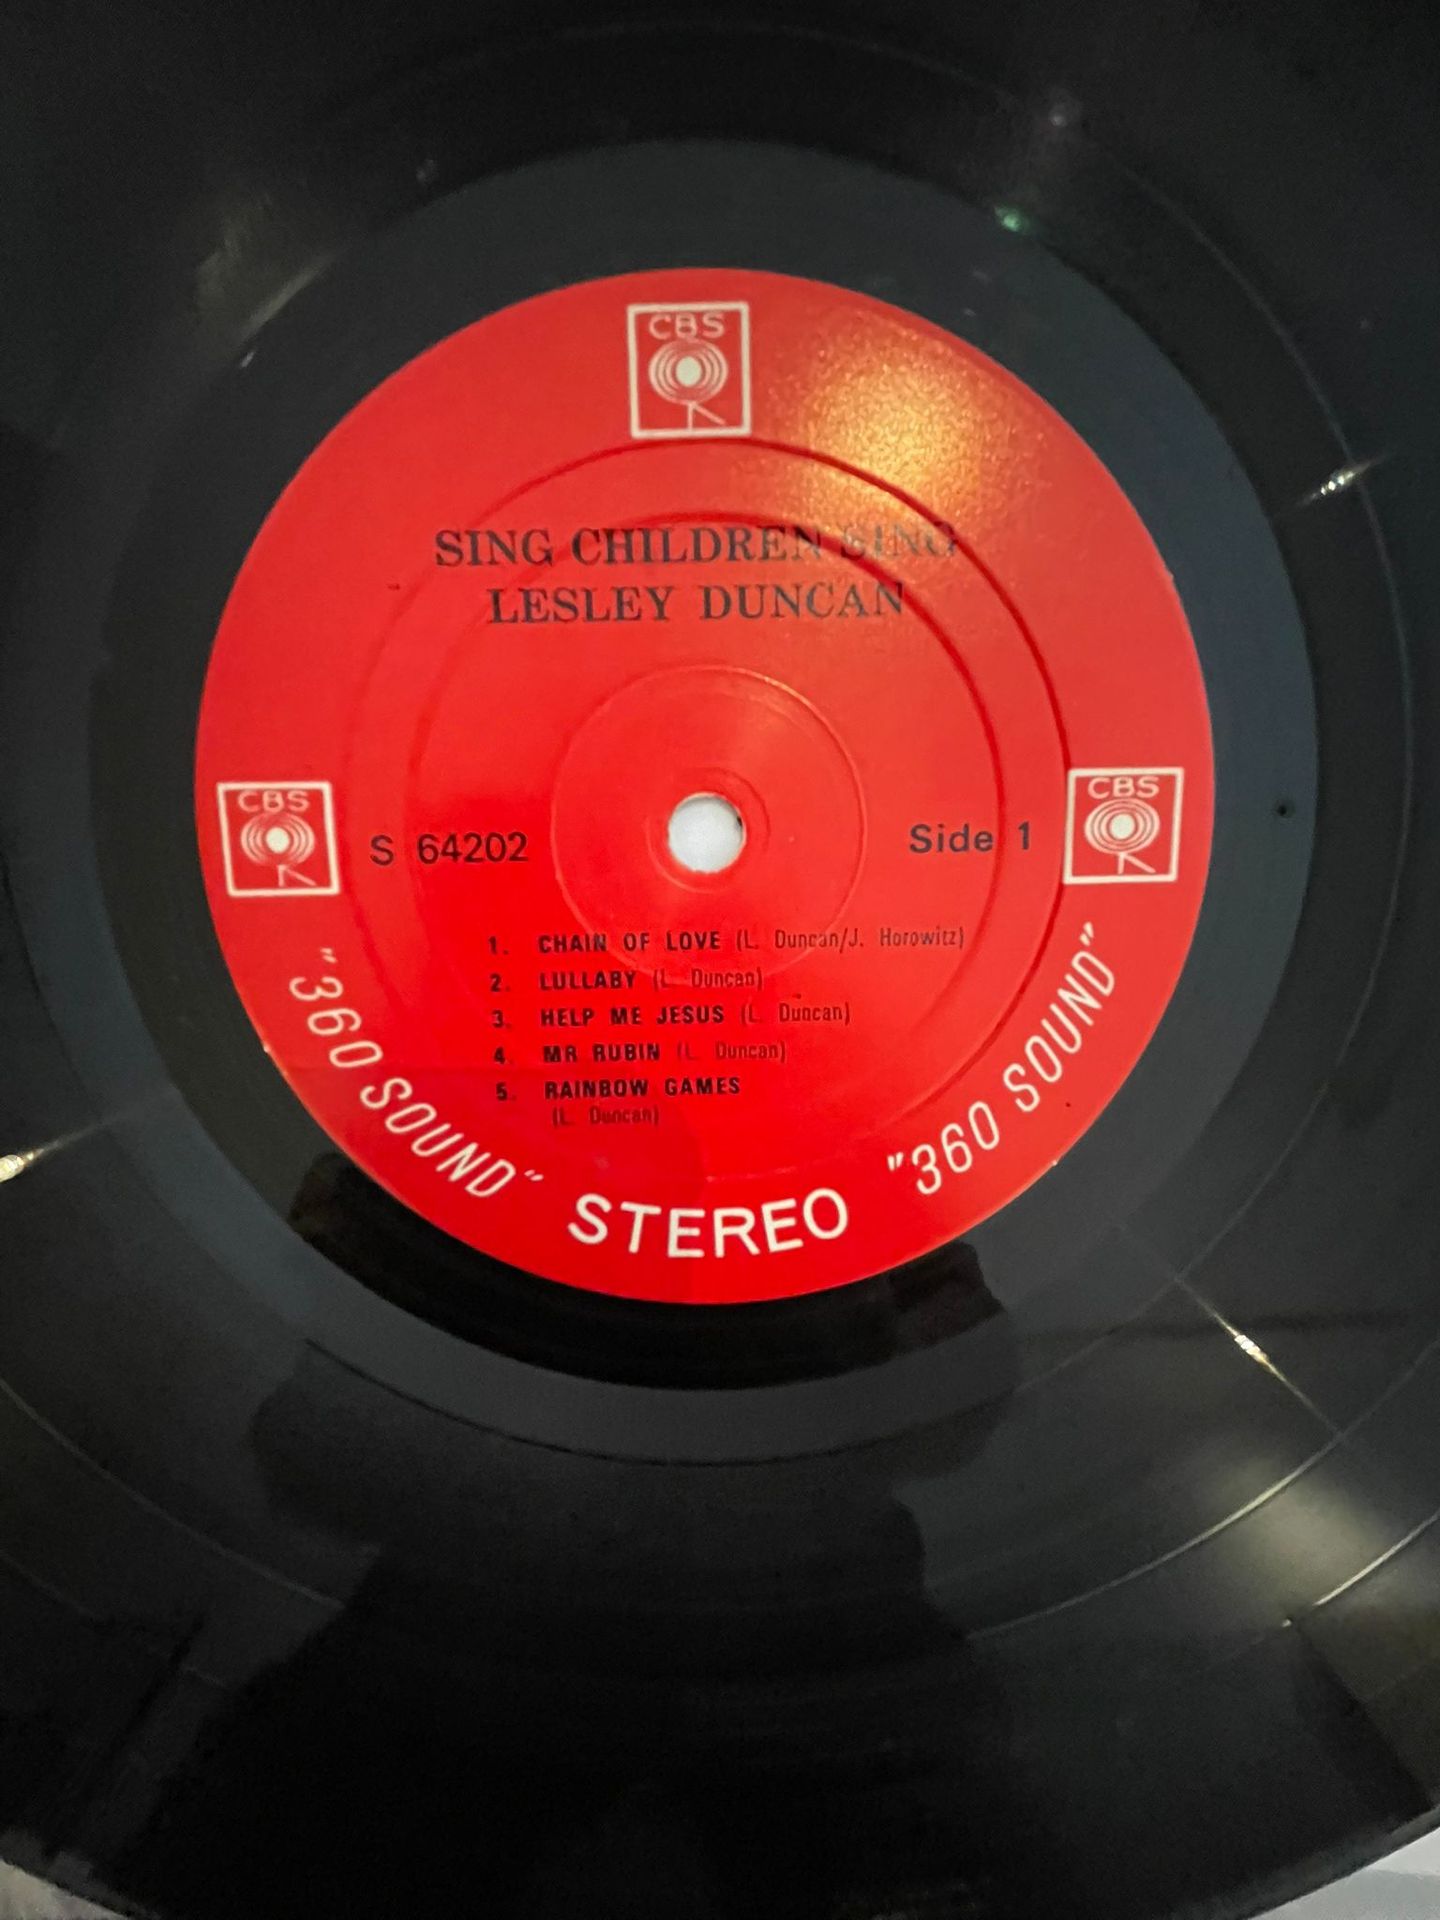 CBS
SING CHILDREN SING
LESLEY DUNCAN
CBS
S 64202
Side 1
CBS
1. CHAIN OF LOVE (L. Duncan/J. Horowitz)
2. LULLABY (L. Duncan)
3. HELP ME JESUS (L. Duncan)
4. MR RUBIN (L. Duncan)
5. RAINBOW GAMES
(L. Duncan)
"360 SOUND" STEREO "360 SOUND"